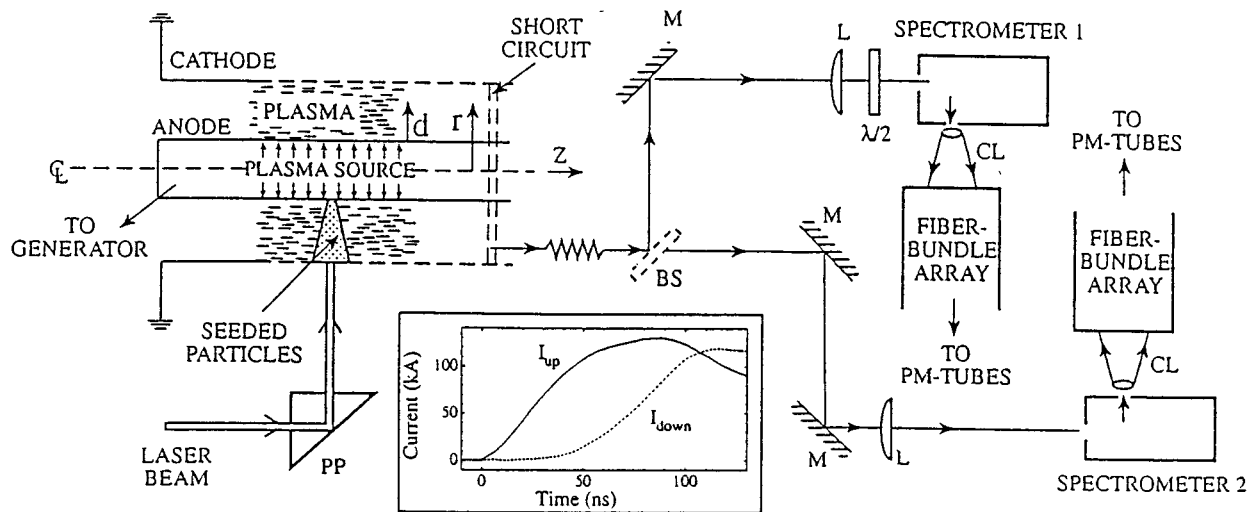 CATHODE
PLASMA
ANODE
d
r
SHORT
CIRCUIT
PLASMA SOURCE
Z
℄
TO
GENERATOR
SEEDED
PARTICLES
LASER
BEAM
PP
M
L
λ/2
SPECTROMETER 1
CL
FIBER-
BUNDLE
ARRAY
TO
PM-TUBES
BS
M
M
L
TO
PM-TUBES
FIBER-
BUNDLE
ARRAY
CL
SPECTROMETER 2
Current (kA)
100
50
0
I_up
I_down
0
50
100
Time (ns)